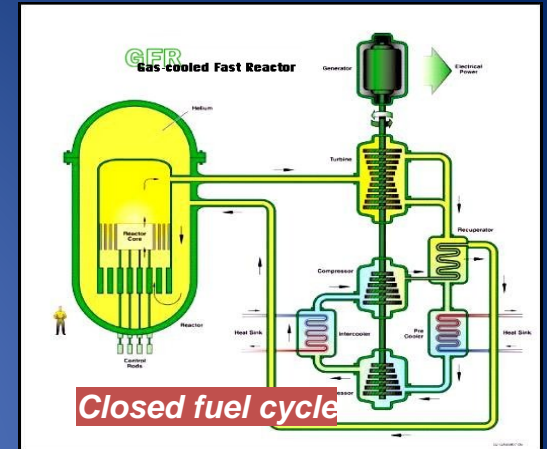 GFR
Gas-cooled Fast Reactor
Generator
Electrical
Power
Helium
Turbine
Reactor
Core
Recuperator
Compressor
Heat Sink
Intercooler
Pre
Cooler
Heat Sink
Reactor
Control
Rods
Closed fuel cycle